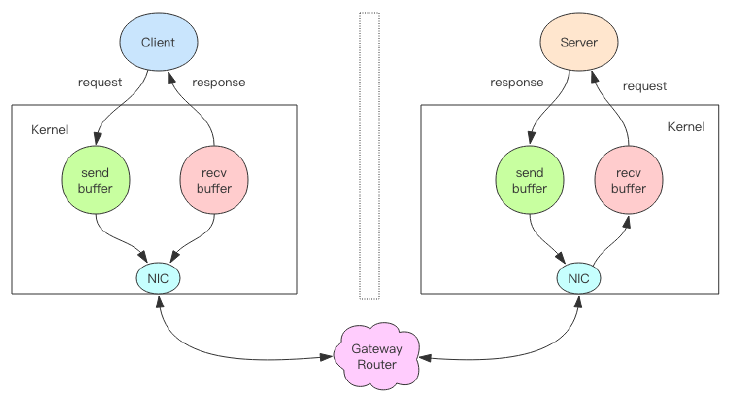 Client
Server
request
response
response
request
Kernel
Kernel
send
buffer
recv
buffer
send
buffer
recv
buffer
NIC
NIC
Gateway
Router